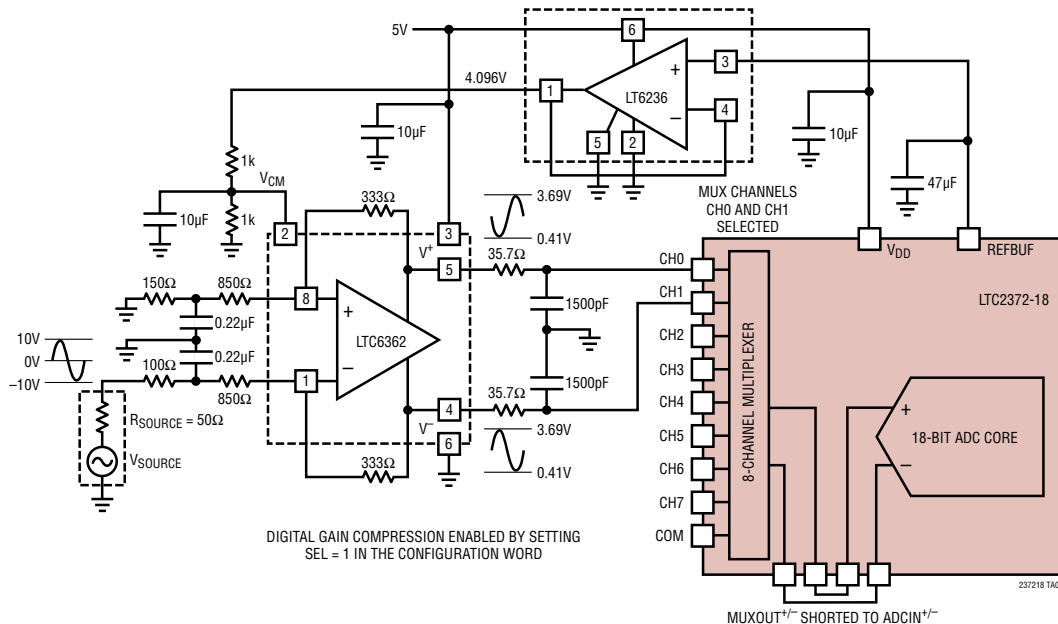 5V
6
3
4.096V
1
+
LT6236
–
4
5
2
10µF
10µF
47µF
1k
VCM
1k
10µF
333Ω
2
3
V+
3.69V
0.41V
MUX CHANNELS
CH0 AND CH1
SELECTED
VDD
REFBUF
LTC2372-18
150Ω
850Ω
8
+
5
35.7Ω
CH0
0.22µF
LTC6362
1500pF
CH1
10V
0V
–10V
0.22µF
100Ω
850Ω
1
–
4
35.7Ω
1500pF
CH2
CH3
CH4
CH5
CH6
CH7
COM
8-CHANNEL MULTIPLEXER
+
18-BIT ADC CORE
–
RSOURCE = 50Ω
VSOURCE
V–
6
333Ω
3.69V
0.41V
DIGITAL GAIN COMPRESSION ENABLED BY SETTING
SEL = 1 IN THE CONFIGURATION WORD
MUXOUT+/– SHORTED TO ADCIN+/–